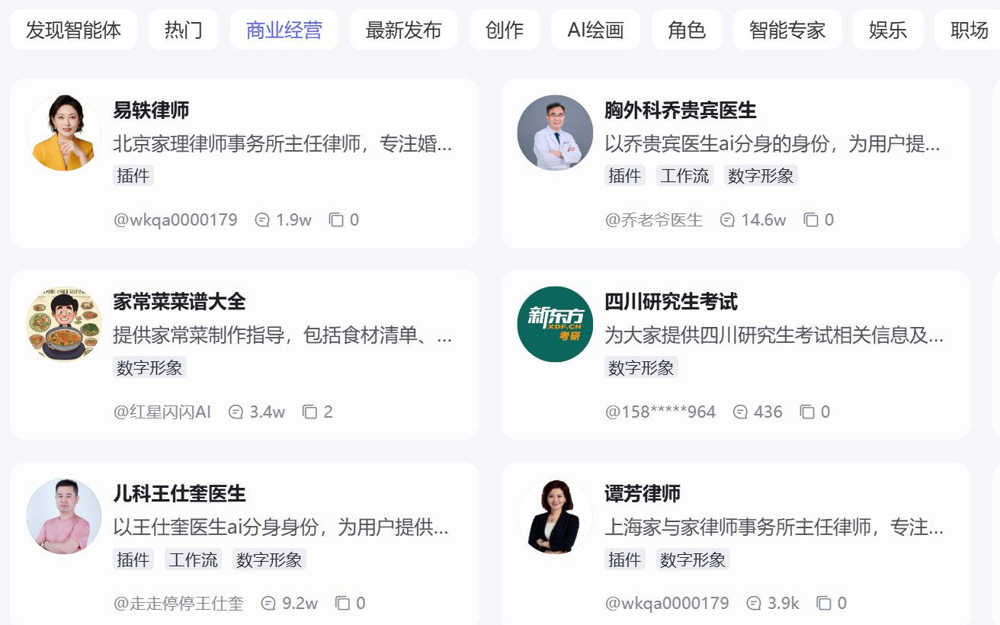 发现智能体 热门 商业经营 最新发布 创作 AI绘画 角色 智能专家 娱乐 职场
易轶律师
北京家理律师事务所主任律师，专注婚...
插件
@wkqa0000179 1.9w 0
胸外科乔贵宾医生
以乔贵宾医生ai分身的身份，为用户提...
插件 工作流 数字形象
@乔老爷医生 14.6w 0
家常菜菜谱大全
提供家常菜制作指导，包括食材清单、...
数字形象
@红星闪闪AI 3.4w 2
新东方
XDF.CN
考研
四川研究生考试
为大家提供四川研究生考试相关信息及...
数字形象
@158*****964 436 0
儿科王仕奎医生
以王仕奎医生ai分身身份，为用户提供...
插件 工作流 数字形象
@走走停停王仕奎 9.2w 0
谭芳律师
上海家与家律师事务所主任律师，专注...
插件 数字形象
@wkqa0000179 3.9k 0